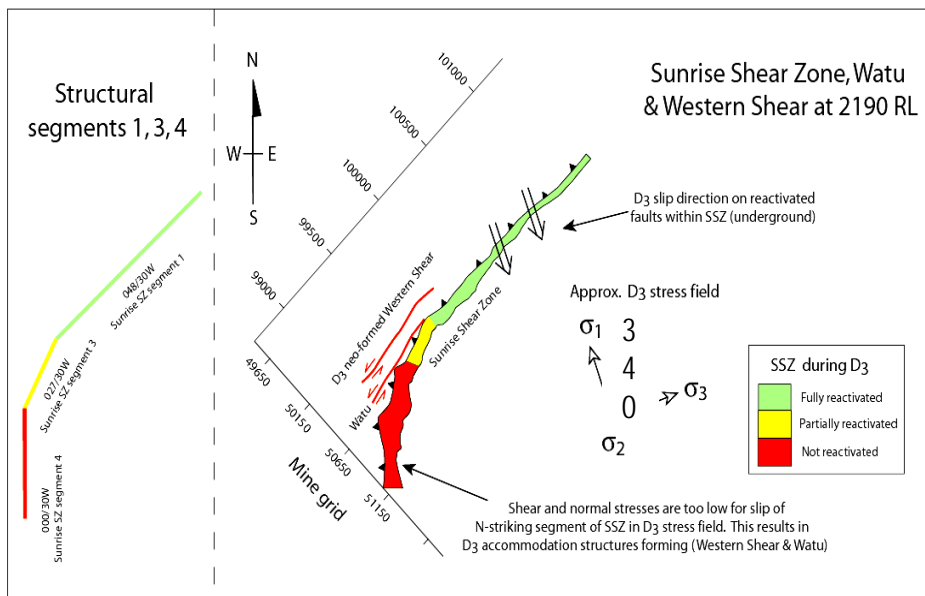 Structural
segments 1, 3, 4
N
W
E
S
048/30W
Sunrise SZ segment 1
027/30W
Sunrise SZ segment 3
000/30W
Sunrise SZ segment 4
Sunrise Shear Zone, Watu
& Western Shear at 2190 RL
101000
100500
100000
99500
99000
49650
50150
50650
51150
Mine grid
D3 neo-formed Western Shear
Sunrise Shear Zone
Watu
D3 slip direction on reactivated
faults within SSZ (underground)
Approx. D3 stress field
σ1 3
4
0 σ3
σ2
SSZ during D3
Fully reactivated
Partially reactivated
Not reactivated
Shear and normal stresses are too low for slip of
N-striking segment of SSZ in D3 stress field. This results in
D3 accommodation structures forming (Western Shear & Watu)